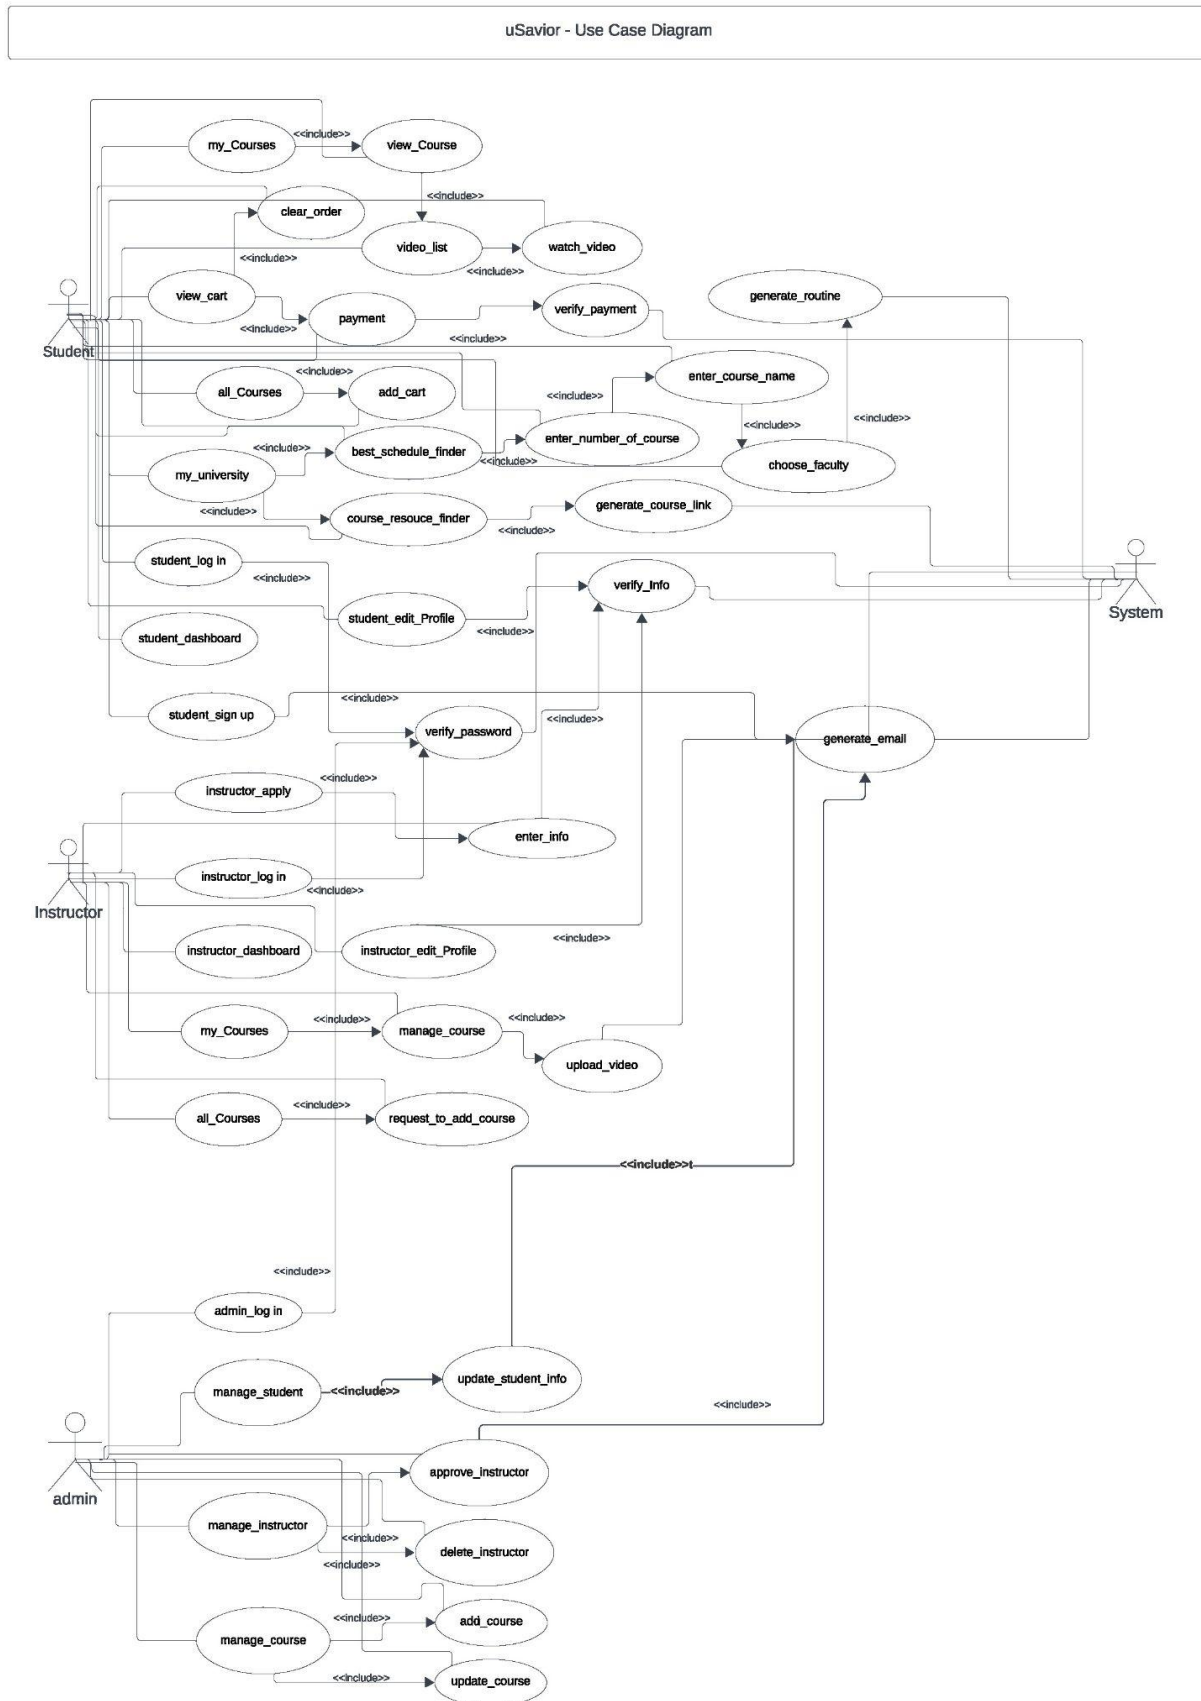 uSavior - Use Case Diagram
my_Courses
<<include>>
view_Course
<<include>>
clear_order
video_list
watch_video
<<include>>
<<include>>
view_cart
payment
<<include>>
verify_payment
generate_routine
Student
all_Courses
<<include>>
add_cart
enter_course_name
<<include>>
<<include>>
<<include>>
my_university
<<include>>
best_schedule_finder
enter_number_of_course
<<include>>
choose_faculty
<<include>>
course_resouce_finder
<<include>>
generate_course_link
student_log in
<<include>>
student_edit_Profile
<<include>>
verify_Info
System
student_dashboard
student_sign up
<<include>>
verify_password
<<include>>
generate_email
instructor_apply
<<include>>
enter_info
Instructor
instructor_log in
<<include>>
instructor_dashboard
instructor_edit_Profile
<<include>>
my_Courses
<<include>>
manage_course
<<include>>
upload_video
all_Courses
<<include>>
request_to_add_course
<<include>>t
<<include>>
admin_log in
manage_student
<<include>>
update_student_info
<<include>>
admin
approve_instructor
manage_instructor
<<include>>
<<include>>
delete_instructor
manage_course
<<include>>
add_course
<<include>>
update_course